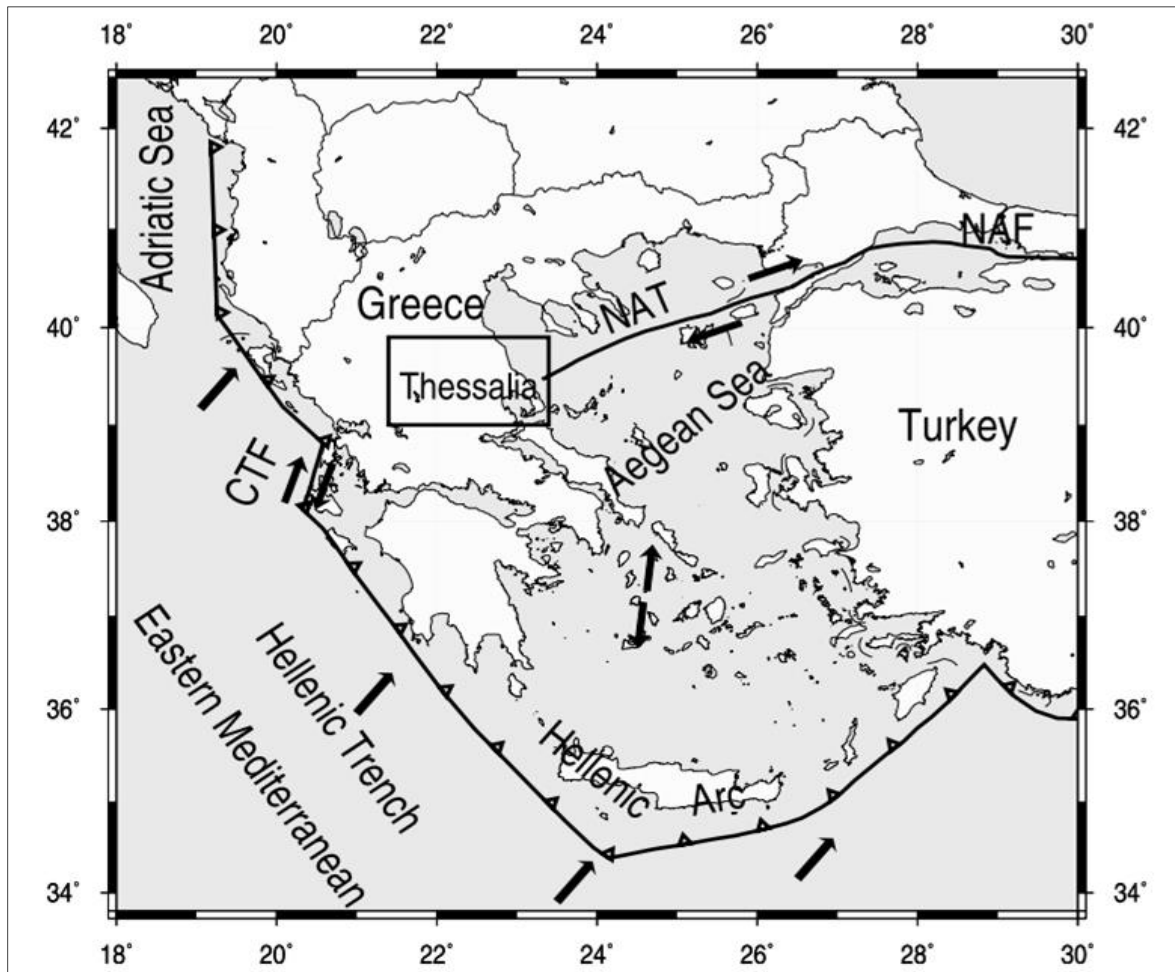 18° 20° 22° 24° 26° 28° 30°
42° 42°
Adriatic Sea
NAF
Greece
NAT
40° 40°
Thessalia
Aegean Sea
Turkey
CTF
38° 38°
Eastern Mediterranean
Hellenic Trench
36° 36°
Hellenic
Arc
34° 34°
18° 20° 22° 24° 26° 28° 30°